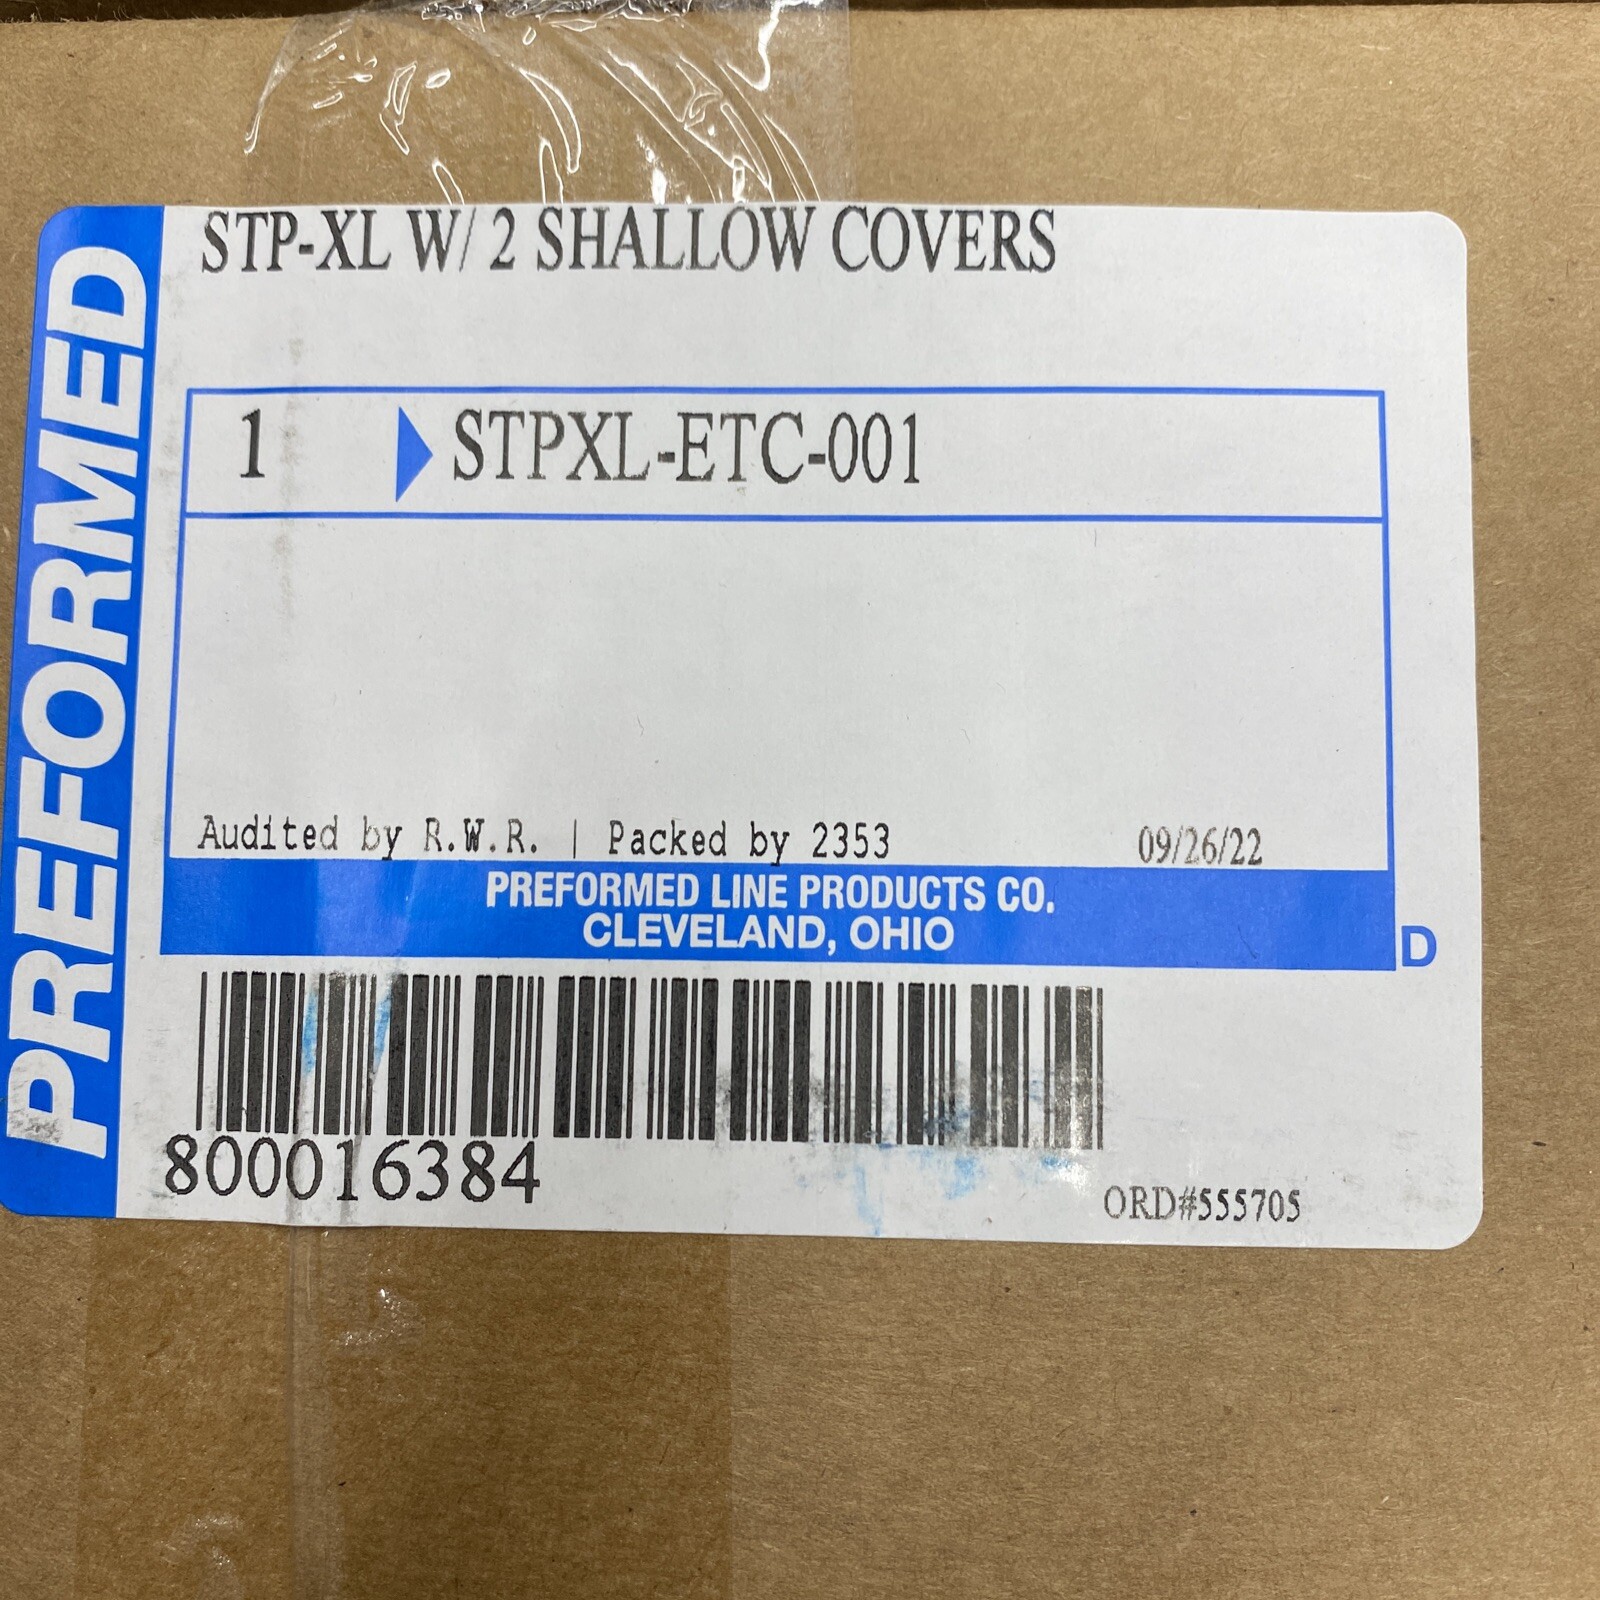 STP-XL W/ 2 SHALLOW COVERS
PREFORMED
1 STPXL-ETC-001
Audited by R.W.R. | Packed by 2353 09/26/22
PREFORMED LINE PRODUCTS CO.
CLEVELAND, OHIO
D
800016384
ORD#555705